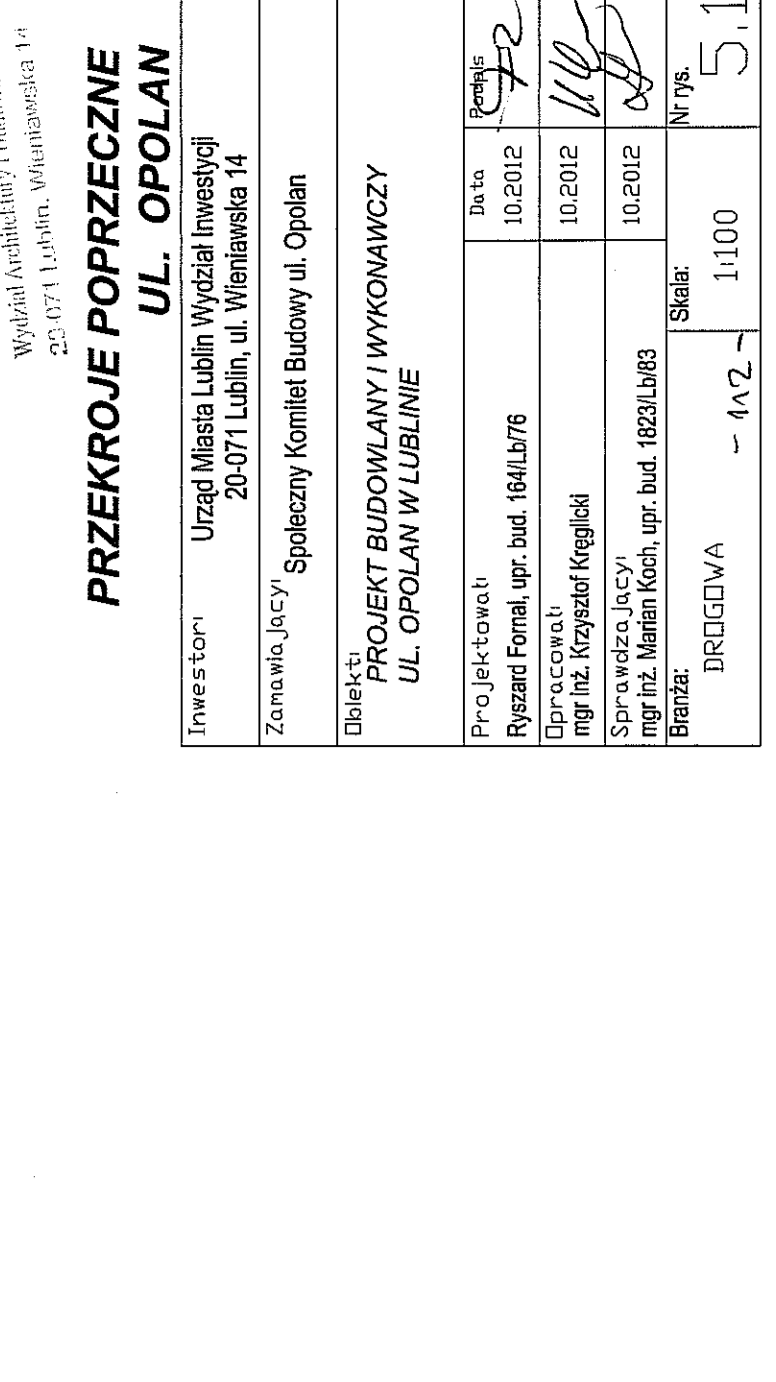 Wydział Architektury i
20-071 Lublin, Wieniawska 14
PRZEKROJE POPRZECZNE
UL. OPOLAN
Inwestor: Urząd Miasta Lublin Wydział Inwestycji
20-071 Lublin, ul. Wieniawska 14
Zamawiający:
Społeczny Komitet Budowy ul. Opolan
Obiekt:
PROJEKT BUDOWLANY I WYKONAWCZY
UL. OPOLAN W LUBLINIE
Projektował: Data Podpis
Ryszard Fornal, upr. bud. 164/Lb/76 10.2012
Opracował:
mgr inż. Krzysztof Kręglicki 10.2012
Sprawdzający:
mgr inż. Marian Koch, upr. bud. 1823/Lb/83 10.2012
Branża: Skala: Nr rys.
DROGOWA 1:100 5.1
- 112 -